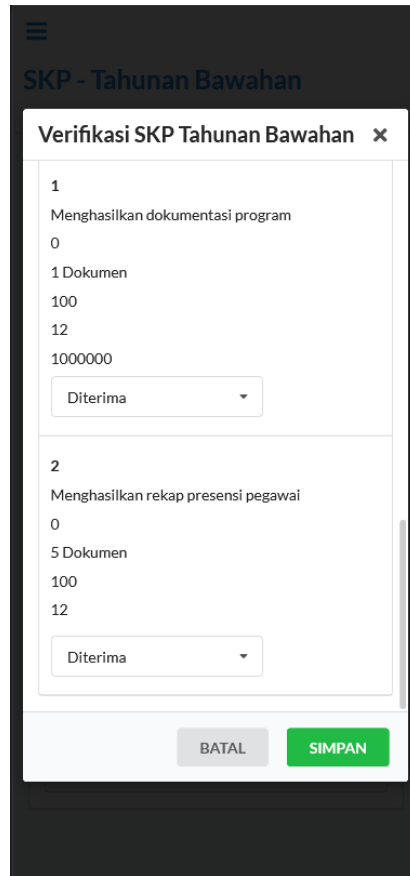 SKP - Tahunan Bawahan
Verifikasi SKP Tahunan Bawahan
1
Menghasilkan dokumentasi program
0
1 Dokumen
100
12
1000000
Diterima
2
Menghasilkan rekap presensi pegawai
0
5 Dokumen
100
12
Diterima
BATAL
SIMPAN